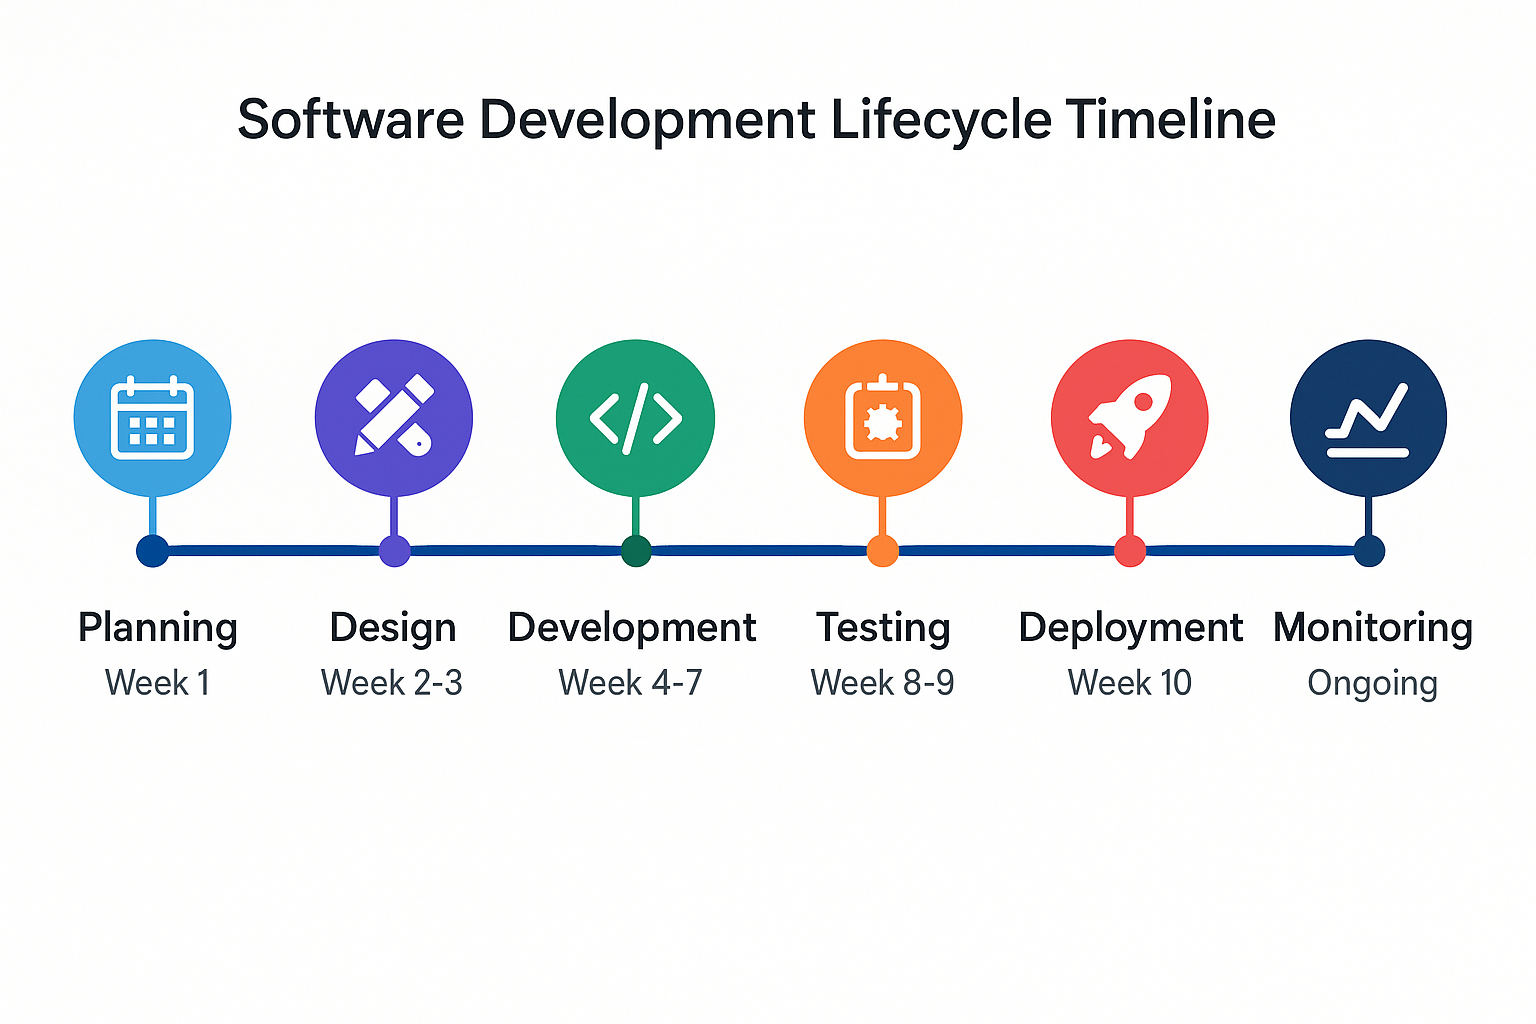 Software Development Lifecycle Timeline
Planning
Week 1
Design
Week 2-3
Development
Week 4-7
Testing
Week 8-9
Deployment
Week 10
Monitoring
Ongoing